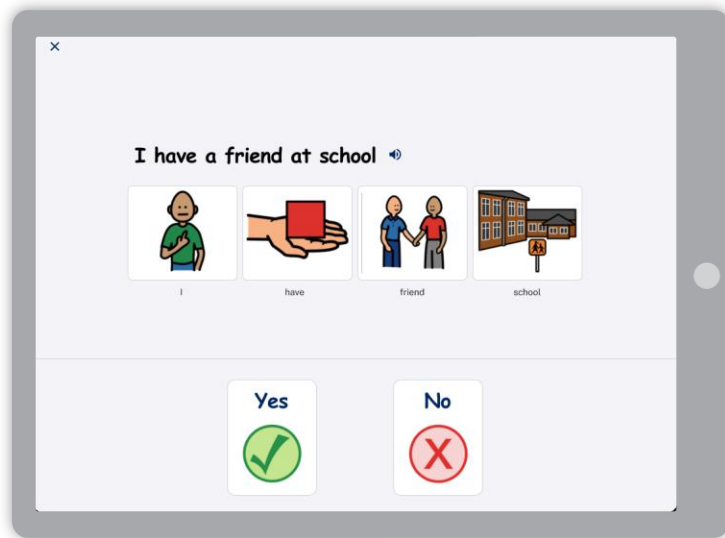 I have a friend at school
I have friend school
Yes No